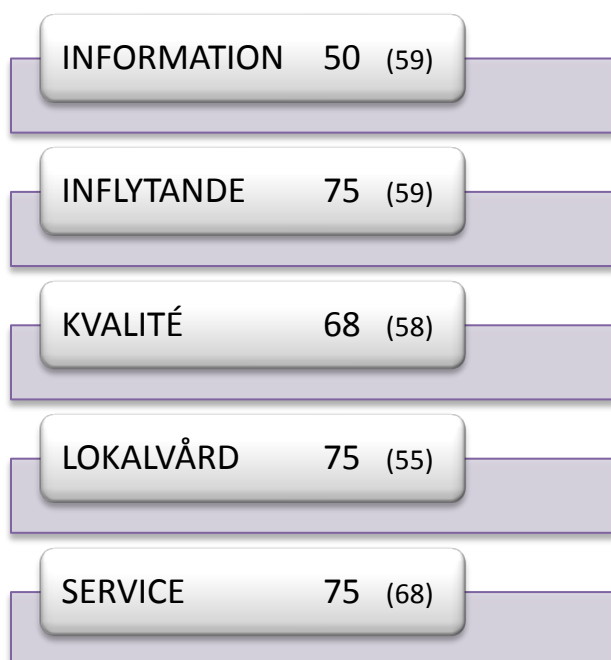 INFORMATION 50 (59)
INFLYTANDE 75 (59)
KVALITÉ 68 (58)
LOKALVÅRD 75 (55)
SERVICE 75 (68)